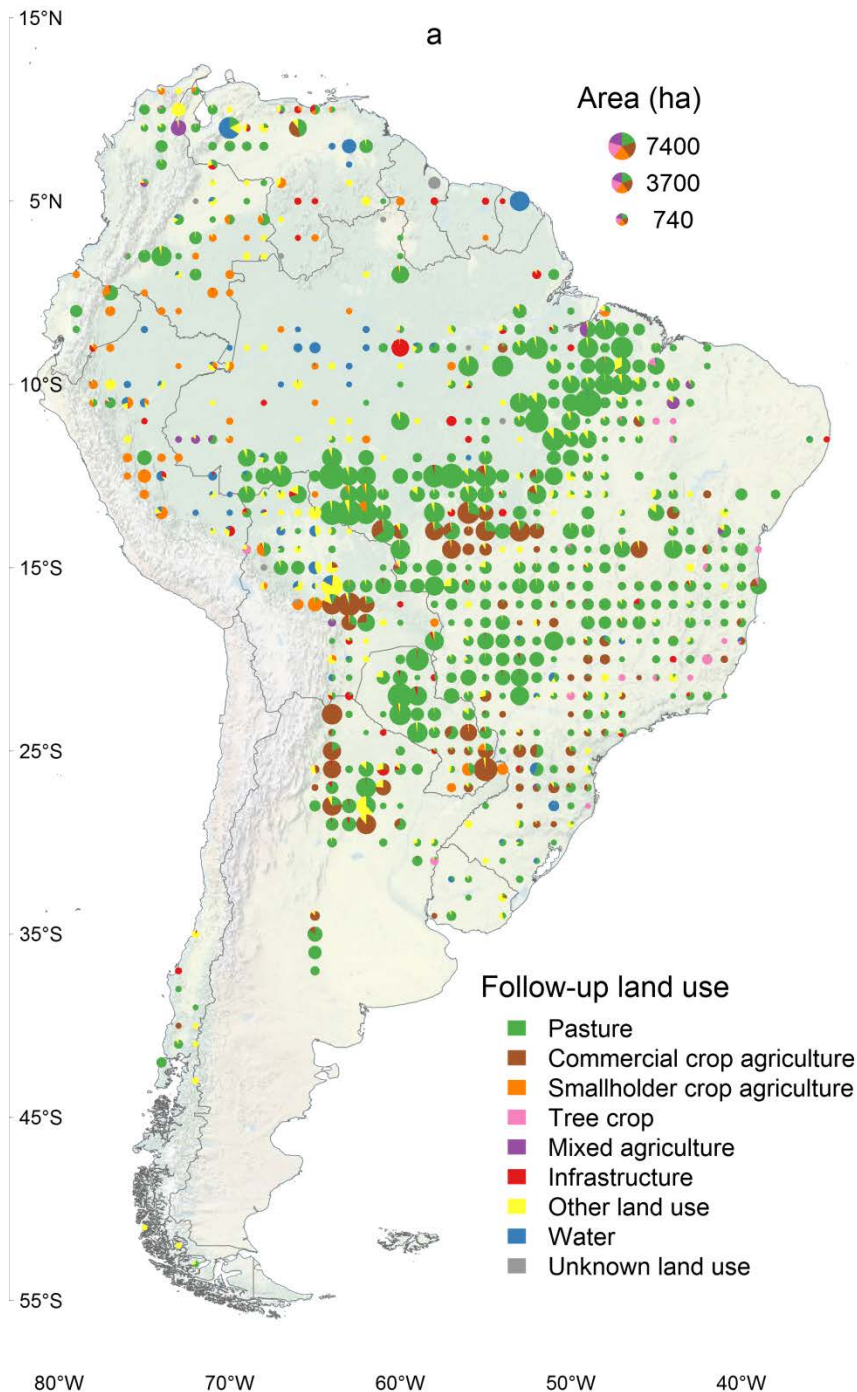 15°N
a
Area (ha)
7400
3700
740
5°N
10°S
15°S
25°S
35°S
Follow-up land use
Pasture
Commercial crop agriculture
Smallholder crop agriculture
Tree crop
45°S
Mixed agriculture
Infrastructure
Other land use
Water
Unknown land use
55°S
80°W 70°W 60°W 50°W 40°W